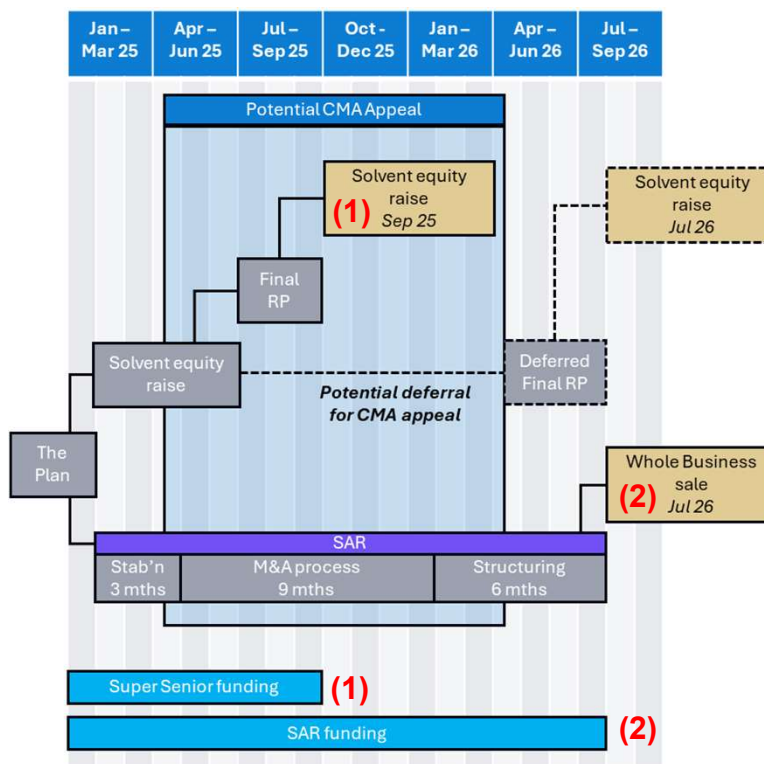 Jan –
Mar 25
Apr –
Jun 25
Jul –
Sep 25
Oct -
Dec 25
Jan –
Mar 26
Apr –
Jun 26
Jul –
Sep 26
Potential CMA Appeal
Solvent equity
raise
Sep 25
(1)
Solvent equity
raise
Jul 26
Final
RP
Solvent equity
raise
Potential deferral
for CMA appeal
Deferred
Final RP
The
Plan
Whole Business
sale
Jul 26
(2)
SAR
Stab'n
3 mths
M&A process
9 mths
Structuring
6 mths
Super Senior funding
(1)
SAR funding
(2)